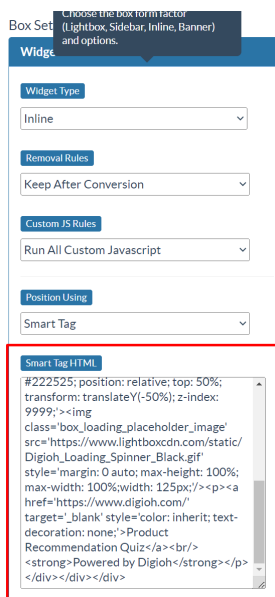 Choose the box form factor
Box Set
(Lightbox, Sidebar, Inline, Banner)
and options.
Widge
Widget Type
Inline
Removal Rules
Keep After Conversion
Custom JS Rules
Run All Custom Javascript
Position Using
Smart Tag
Smart Tag HTML
#222525; position: relative; top: 50%;
transform: translateY(-50%); z-index:
9999;'><img
class='box_loading_placeholder_image'
src='https://www.lightboxcdn.com/static/
Digioh_Loading_Spinner_Black.gif'
style='margin: 0 auto; max-height: 100%;
max-width: 100%;width: 125px;'/><p><a
href='https://www.digioh.com/'
target='_blank' style='color: inherit; text-
decoration: none;'>Product
Recommendation Quiz</a><br/>
<strong>Powered by Digioh</strong></p>
</div></div></div>